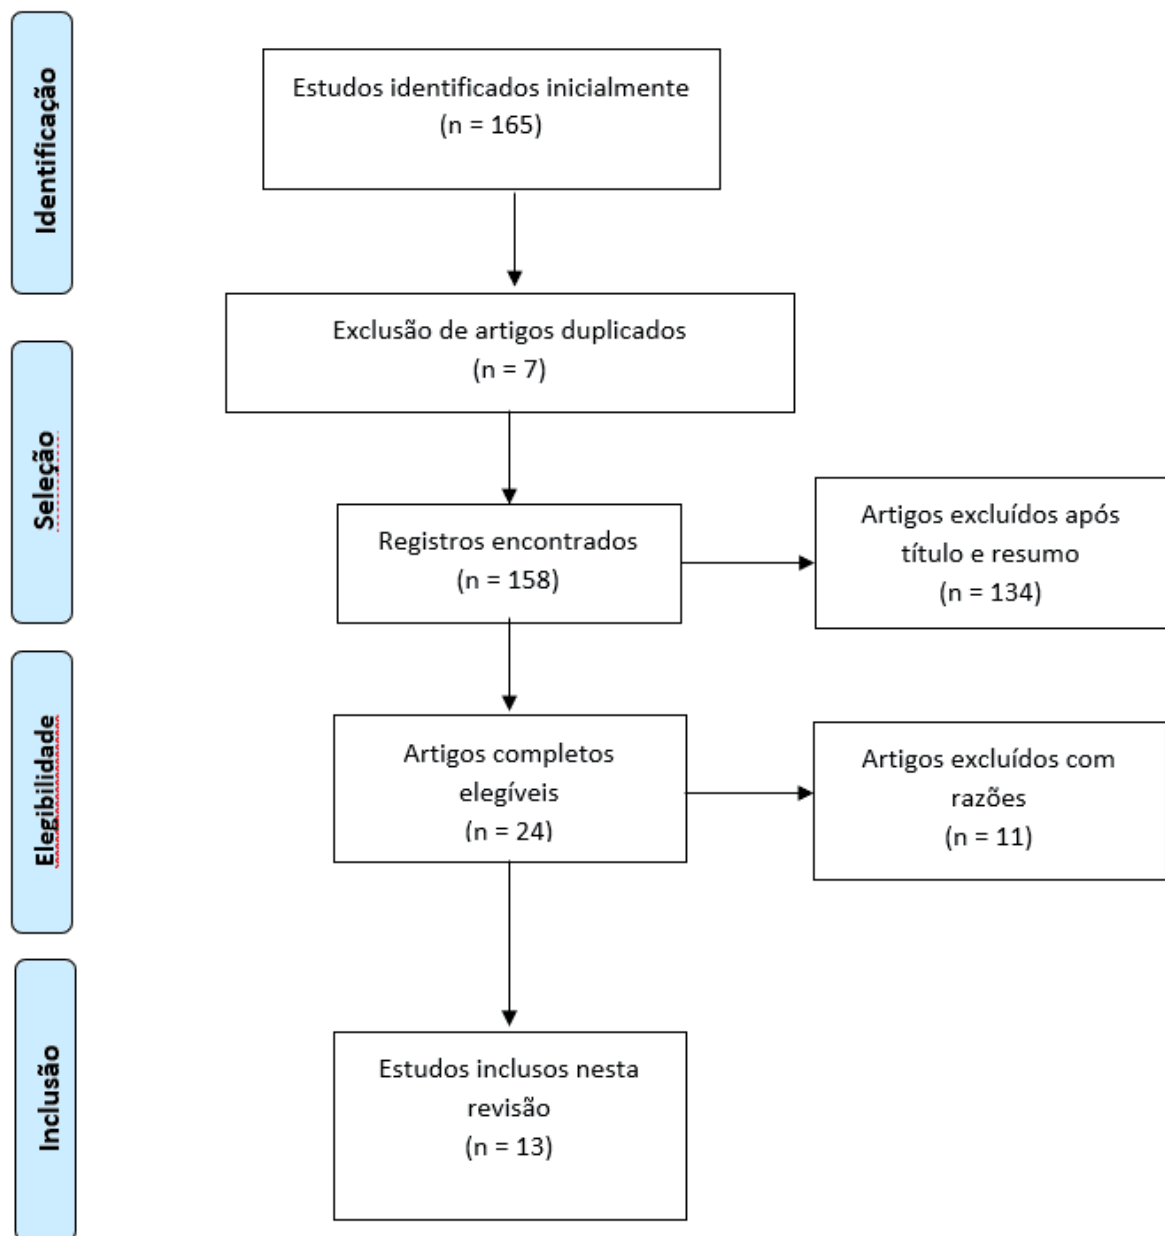 Identificação
Estudos identificados inicialmente
(n = 165)
Exclusão de artigos duplicados
(n = 7)
Seleção
Registros encontrados
(n = 158)
Artigos excluídos após
título e resumo
(n = 134)
Elegibilidade
Artigos completos
elegíveis
(n = 24)
Artigos excluídos com
razões
(n = 11)
Inclusão
Estudos inclusos nesta
revisão
(n = 13)